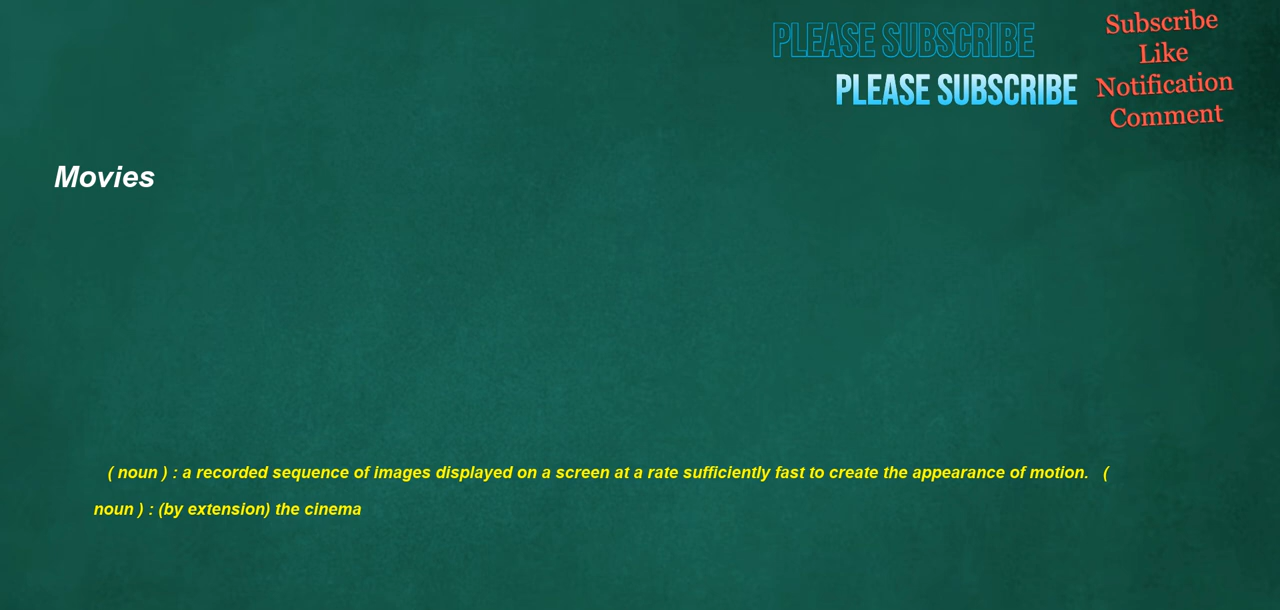 PLEASE SUBSCRIBE
PLEASE SUBSCRIBE
Subscribe
Like
Notification
Comment
Movies
( noun ) : a recorded sequence of images displayed on a screen at a rate sufficiently fast to create the appearance of motion. (
noun ) : (by extension) the cinema